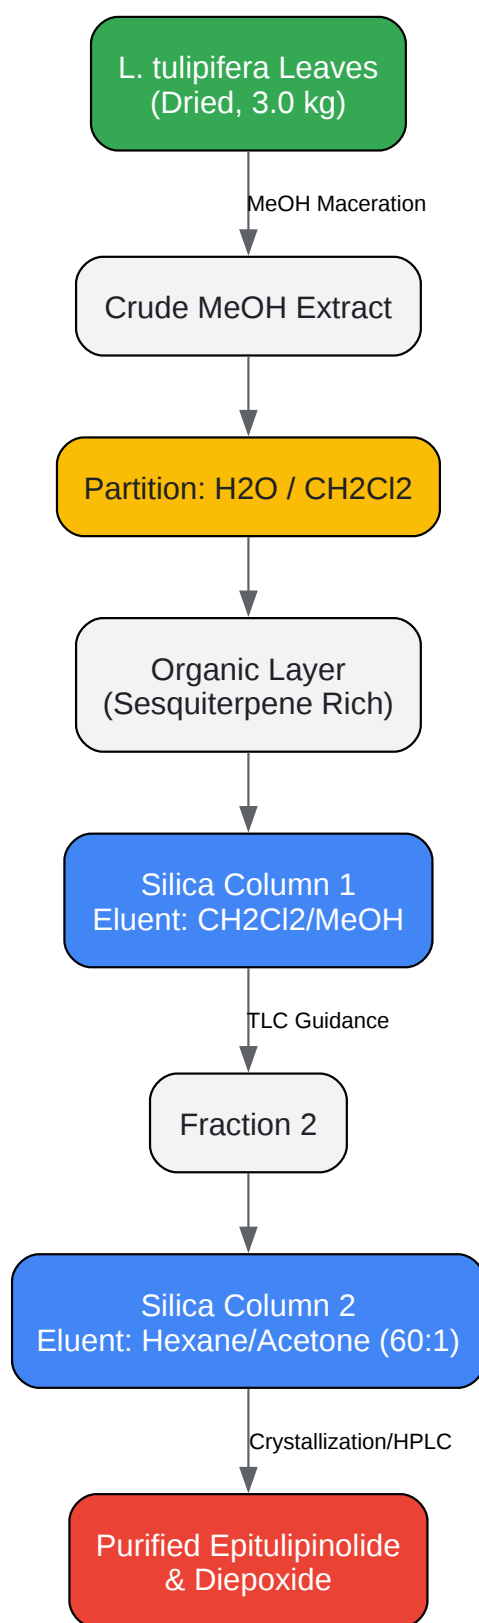 L. tulipifera Leaves
(Dried, 3.0 kg)
MeOH Maceration
Crude MeOH Extract
Partition: H2O / CH2Cl2
Organic Layer
(Sesquiterpene Rich)
Silica Column 1
Eluent: CH2Cl2/MeOH
TLC Guidance
Fraction 2
Silica Column 2
Eluent: Hexane/Acetone (60:1)
Crystallization/HPLC
Purified Epitulipinolide
& Diepoxide